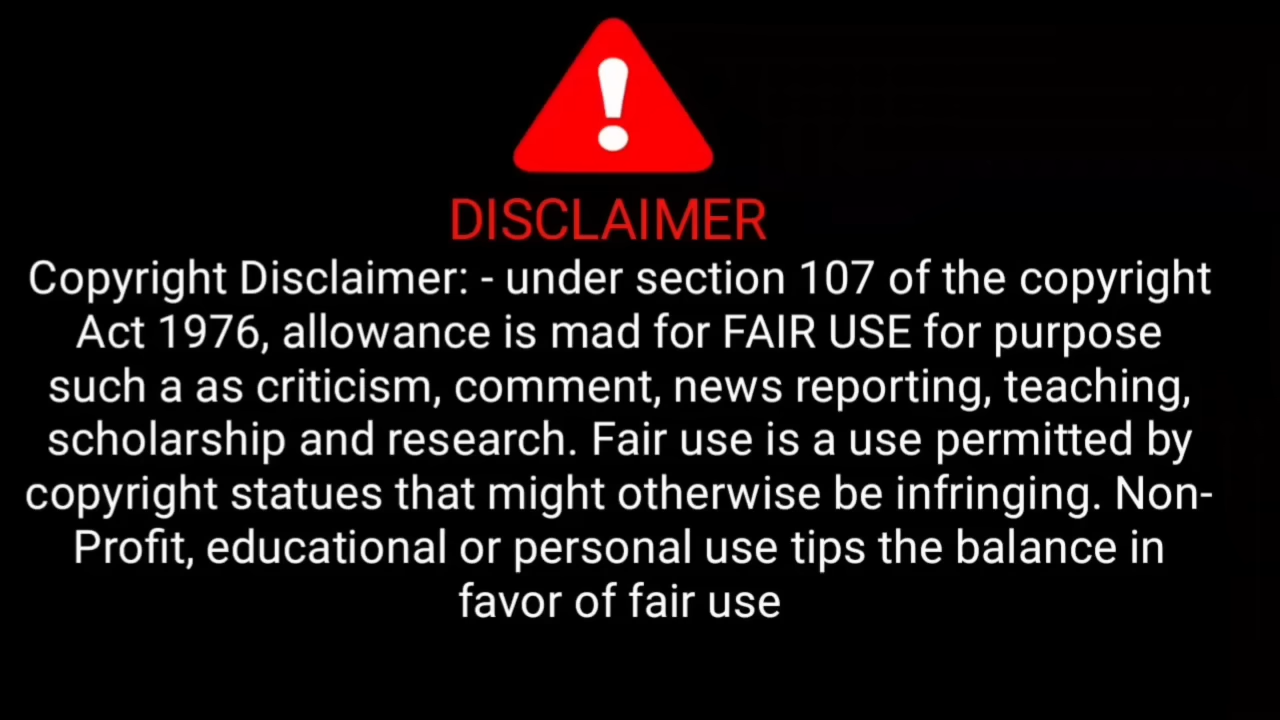 DISCLAIMER
Copyright Disclaimer: - under section 107 of the copyright
Act 1976, allowance is mad for FAIR USE for purpose
such a as criticism, comment, news reporting, teaching,
scholarship and research. Fair use is a use permitted by
copyright statues that might otherwise be infringing. Non-
Profit, educational or personal use tips the balance in
favor of fair use